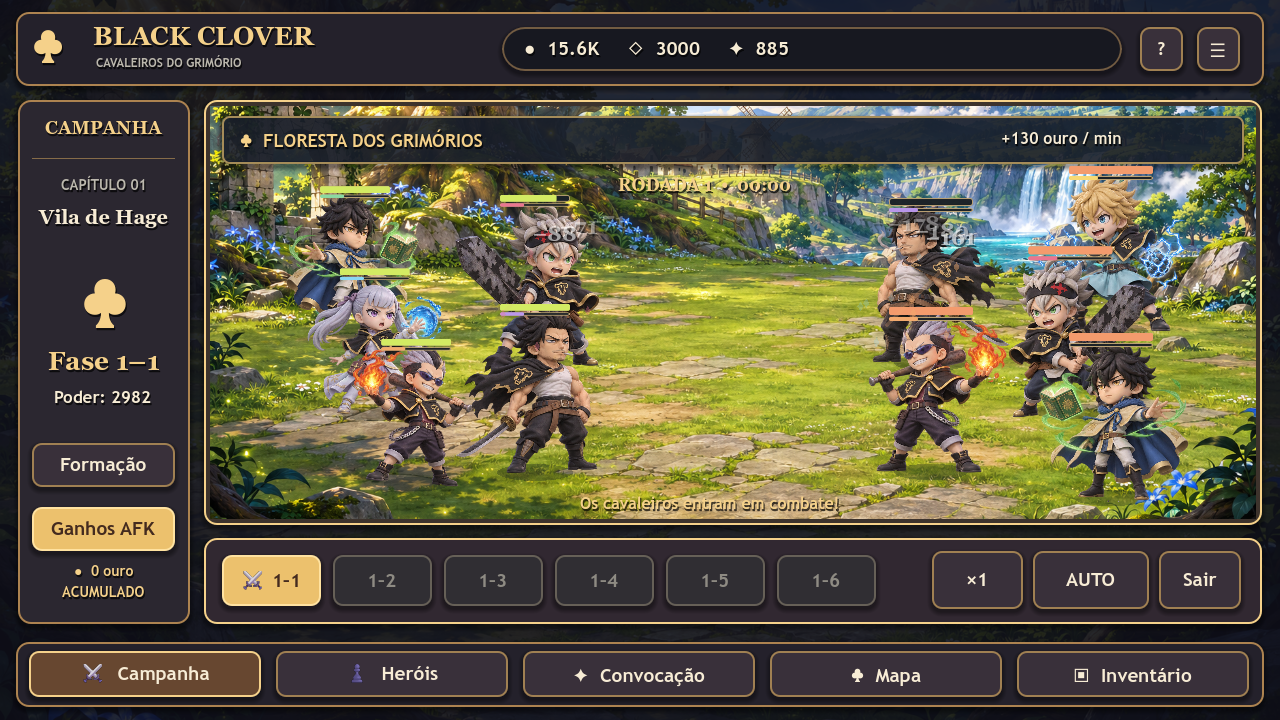 BLACK CLOVER
CAVALEIROS DO GRIMÓRIO
15.6K 3000 885
?
CAMPANHA
CAPÍTULO 01
Vila de Hage
Fase 1–1
Poder: 2982
Formação
Ganhos AFK
0 ouro
ACUMULADO
FLORESTA DOS GRIMÓRIOS
+130 ouro / min
RODADA 1 · 00:00
Os cavaleiros entram em combate!
1–1 1–2 1–3 1–4 1–5 1–6
×1 AUTO Sair
Campanha Heróis Convocação Mapa Inventário